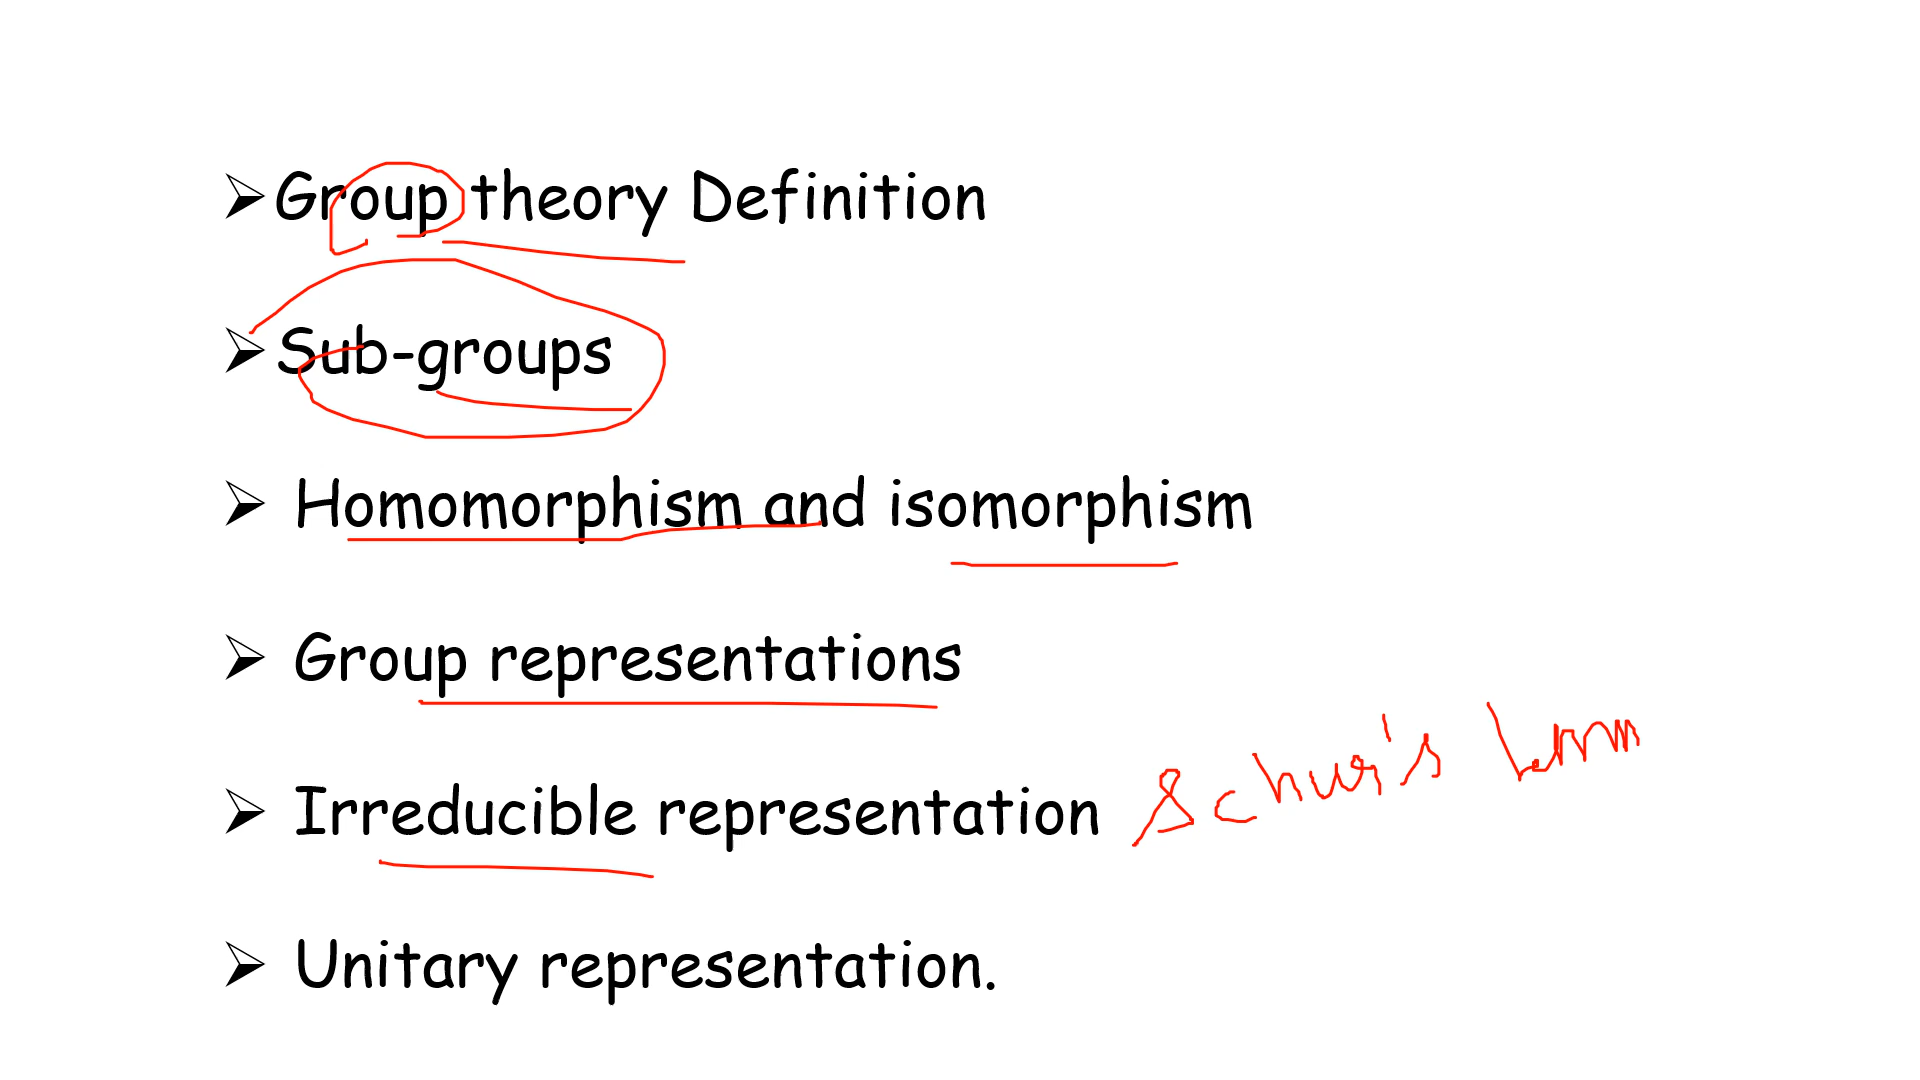 Group theory Definition
Sub-groups
Homomorphism and isomorphism
Group representations
Irreducible representation Schur's
Unitary representation.